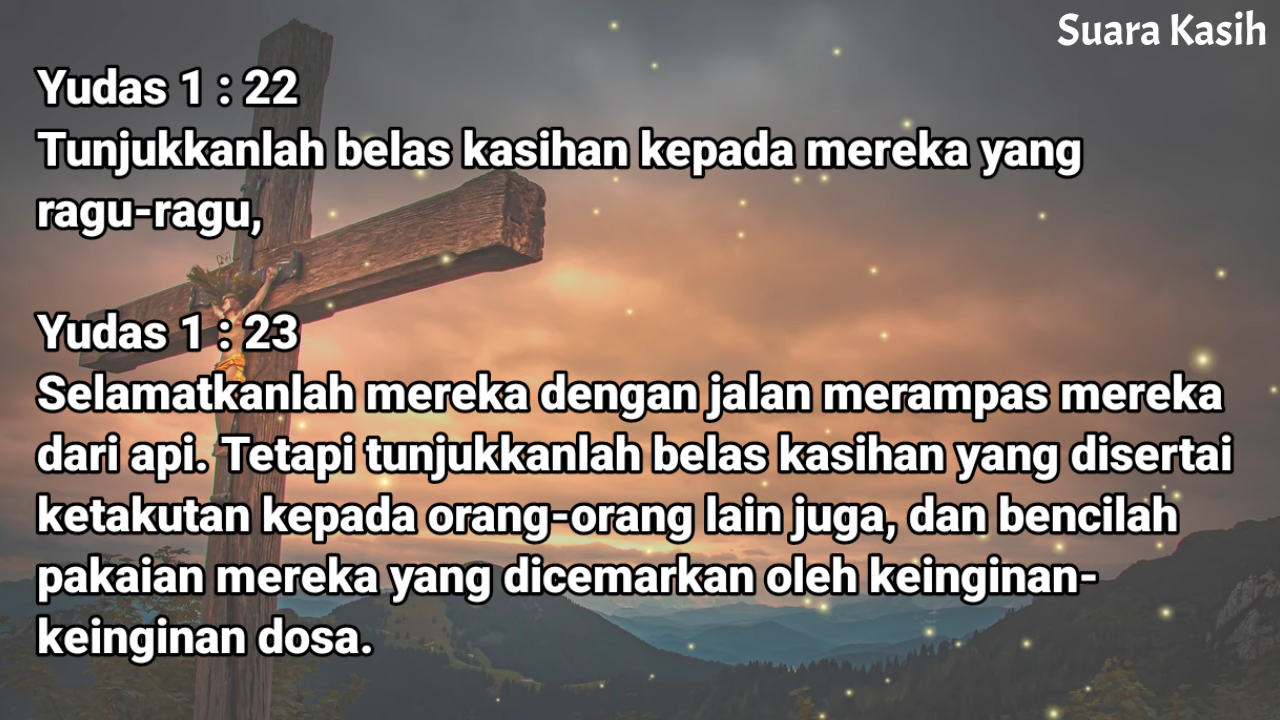 Suara Kasih
Yudas 1 : 22
Tunjukkanlah belas kasihan kepada mereka yang
ragu-ragu,
Yudas 1 : 23
Selamatkanlah mereka dengan jalan merampas mereka
dari api. Tetapi tunjukkanlah belas kasihan yang disertai
ketakutan kepada orang-orang lain juga, dan bencilah
pakaian mereka yang dicemarkan oleh keinginan-
keinginan dosa.